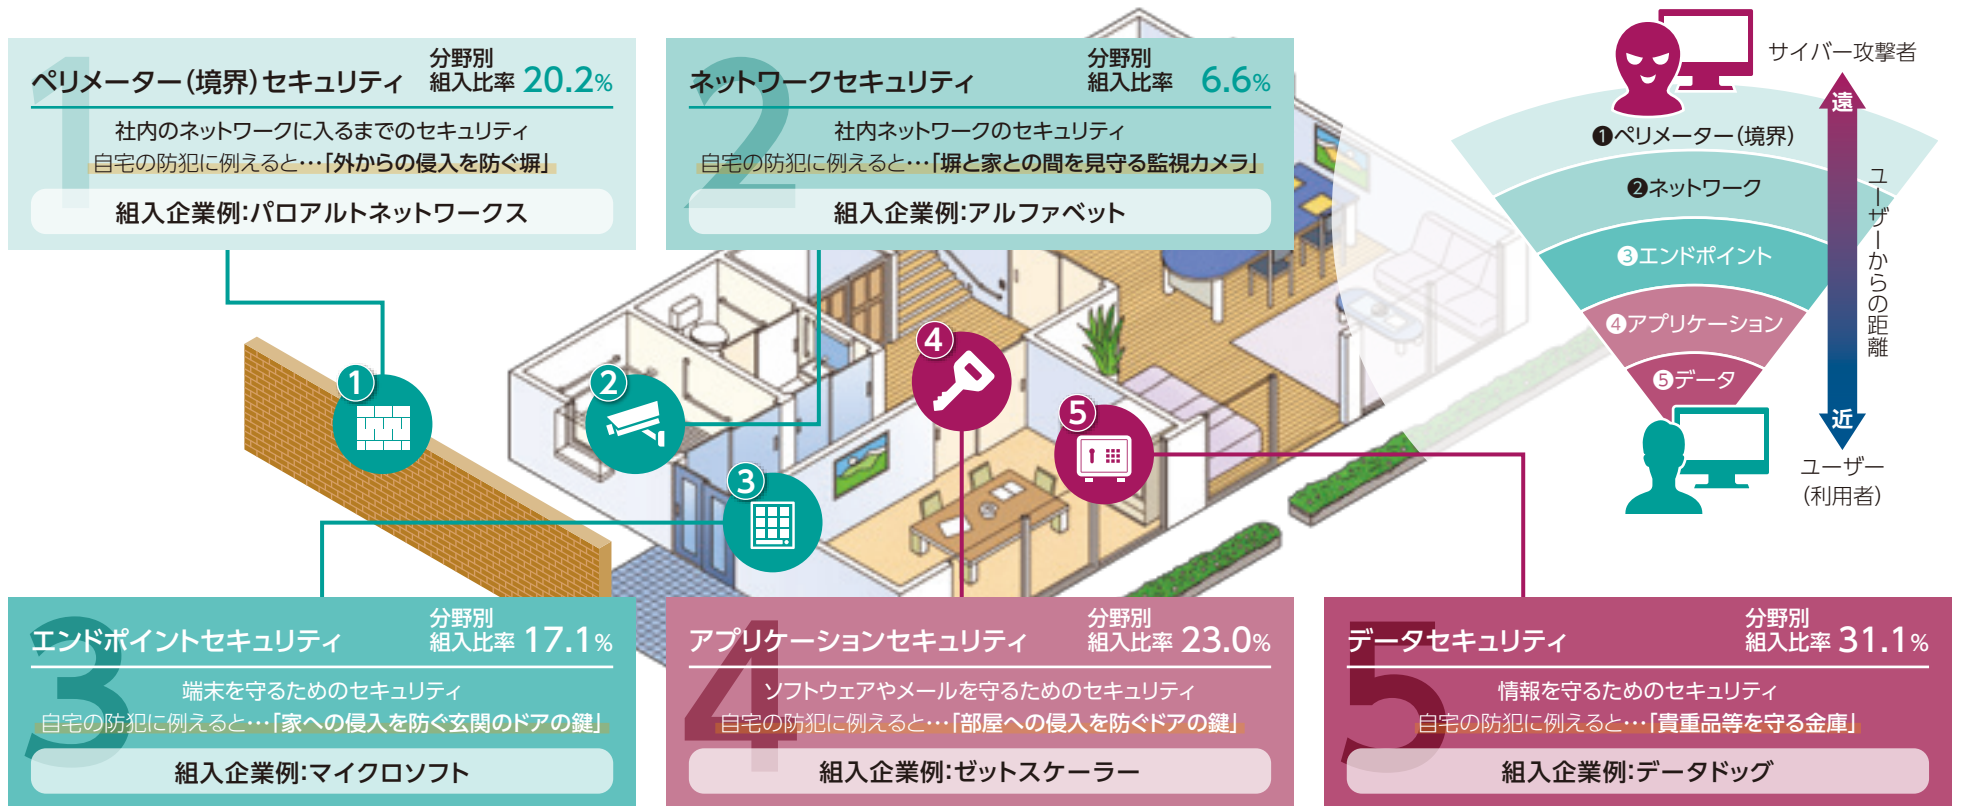 1
ペリメーター（境界）セキュリティ
分野別
組入比率 20.2%
社内のネットワークに入るまでのセキュリティ
自宅の防犯に例えると…「外からの侵入を防ぐ塀」
組入企業例：パロアルトネットワークス
2
ネットワークセキュリティ
分野別
組入比率 6.6%
社内ネットワークのセキュリティ
自宅の防犯に例えると…「塀と家との間を見守る監視カメラ」
組入企業例：アルファベット
サイバー攻撃者
遠
❶ペリメーター（境界）
❷ネットワーク
❸エンドポイント
❹アプリケーション
❺データ
ユーザーからの距離
近
ユーザー
（利用者）
1
2
3
4
5
3
エンドポイントセキュリティ
分野別
組入比率 17.1%
端末を守るためのセキュリティ
自宅の防犯に例えると…「家への侵入を防ぐ玄関のドアの鍵」
組入企業例：マイクロソフト
4
アプリケーションセキュリティ
分野別
組入比率 23.0%
ソフトウェアやメールを守るためのセキュリティ
自宅の防犯に例えると…「部屋への侵入を防ぐドアの鍵」
組入企業例：ゼットスケーラー
5
データセキュリティ
分野別
組入比率 31.1%
情報を守るためのセキュリティ
自宅の防犯に例えると…「貴重品等を守る金庫」
組入企業例：データドッグ